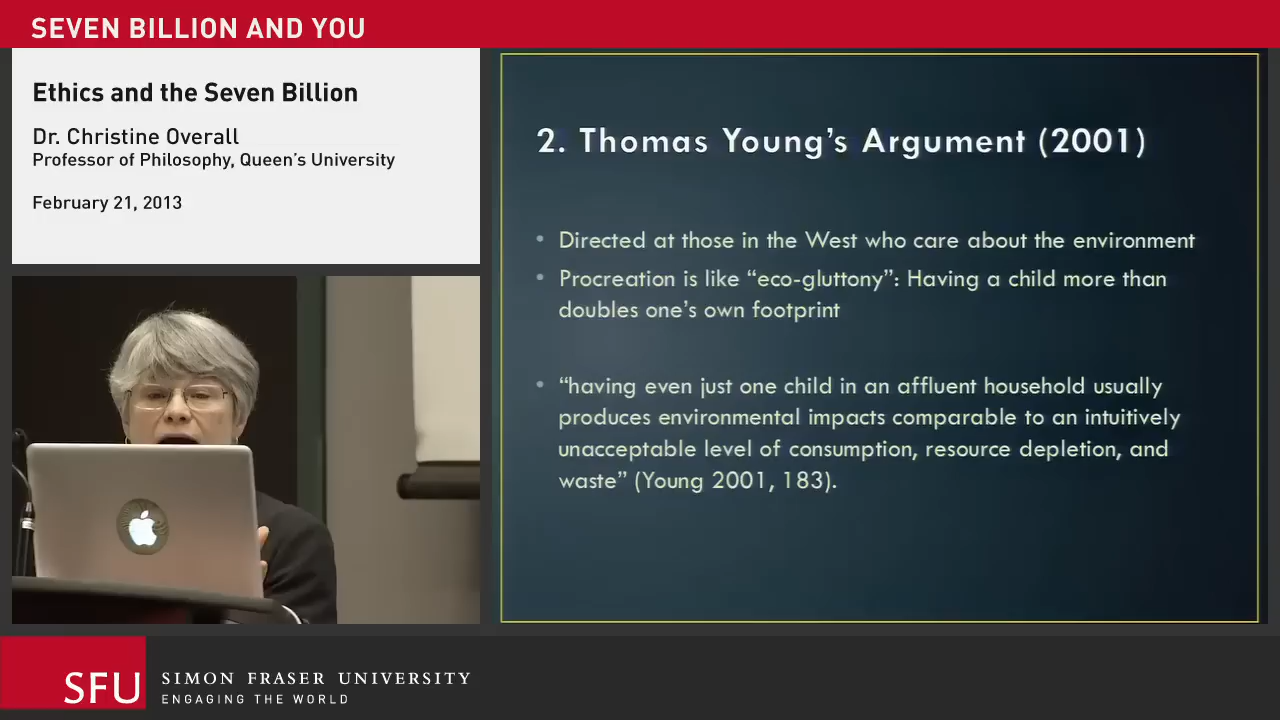 SEVEN BILLION AND YOU
Ethics and the Seven Billion
Dr. Christine Overall
Professor of Philosophy, Queen's University
February 21, 2013
2. Thomas Young's Argument (2001)
• Directed at those in the West who care about the environment
• Procreation is like “eco-gluttony”: Having a child more than
doubles one's own footprint
• “having even just one child in an affluent household usually
produces environmental impacts comparable to an intuitively
unacceptable level of consumption, resource depletion, and
waste” (Young 2001, 183).
SFU
SIMON FRASER UNIVERSITY
ENGAGING THE WORLD